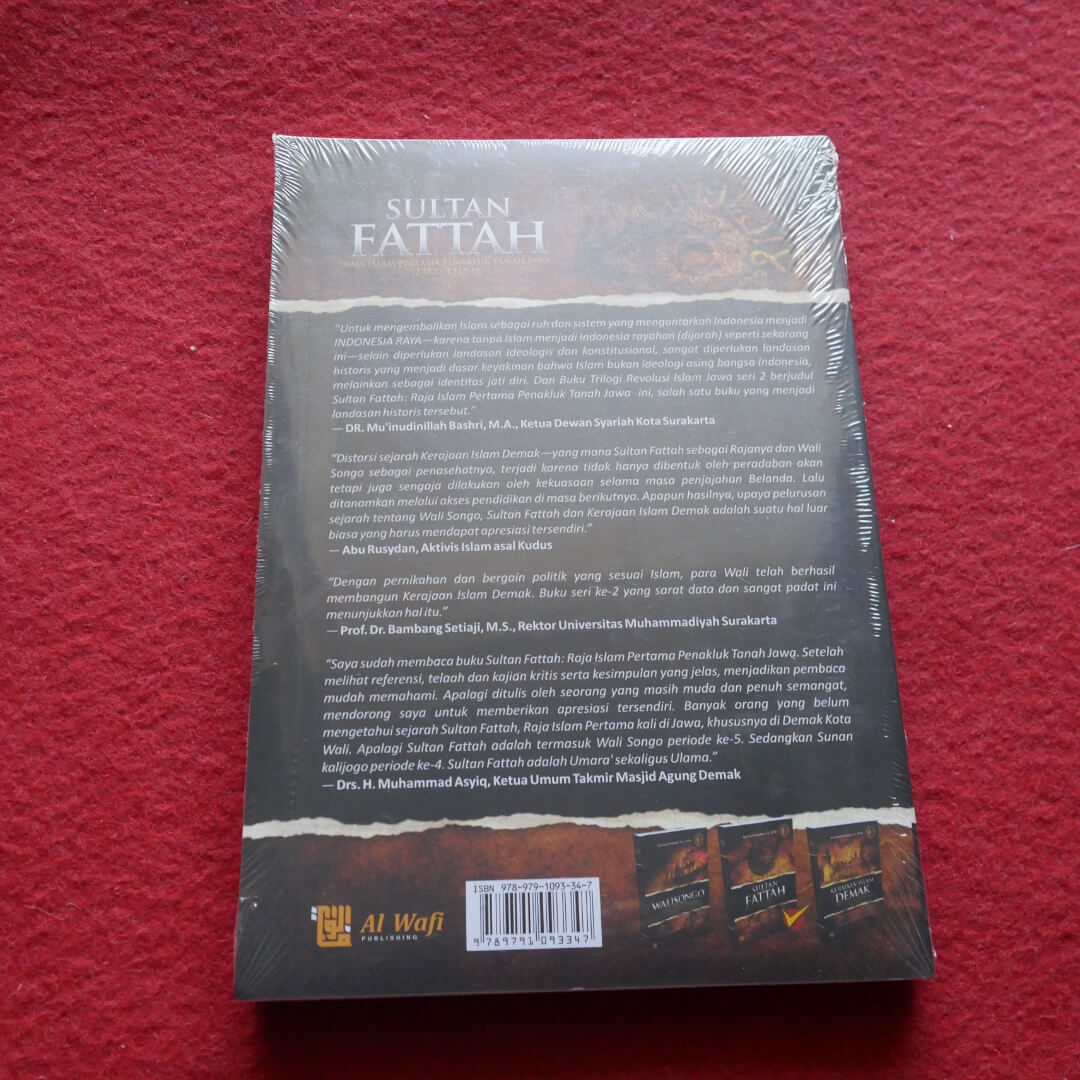 SULTAN
FATTAH
RAJA ISLAM PERTAMA PENAKLUK TANAH JAWA
"Untuk mengembalikan Islam sebagai ruh dan sistem yang mengantarkan Indonesia menjadi
INDONESIA RAYA—karena tanpa Islam menjadi Indonesia rayahan (dijarah) seperti sekarang
ini—selain diperlukan landasan Ideologis dan konstitusional, sangat diperlukan landasan
historis yang menjadi dasar keyakinan bahwa Islam bukan ideologi asing bangsa Indonesia,
melainkan sebagai identitas jati diri. Dan Buku Trilogi Revolusi Islam Jawa seri 2 berjudul
Sultan Fattah: Raja Islam Pertama Penakluk Tanah Jawa ini, salah satu buku yang menjadi
landasan historis tersebut."
— DR. Mu'inudinillah Bashri, M.A., Ketua Dewan Syariah Kota Surakarta
"Distorsi sejarah Kerajaan Islam Demak—yang mana Sultan Fattah sebagai Rajanya dan Wali
Songo sebagai penasehatnya, terjadi karena tidak hanya dibentuk oleh peradaban akan
tetapi juga sengaja dilakukan oleh kekuasaan selama masa penjajahan Belanda. Lalu
ditanamkan melalui akses pendidikan di masa berikutnya. Apapun hasilnya, upaya pelurusan
sejarah tentang Wali Songo, Sultan Fattah dan Kerajaan Islam Demak adalah suatu hal luar
biasa yang harus mendapat apresiasi tersendiri."
— Abu Rusydan, Aktivis Islam asal Kudus
"Dengan pernikahan dan bergain politik yang sesuai Islam, para Wali telah berhasil
membangun Kerajaan Islam Demak. Buku seri ke-2 yang sarat data dan sangat padat ini
menunjukkan hal itu."
— Prof. Dr. Bambang Setiaji, M.S., Rektor Universitas Muhammadiyah Surakarta
"Saya sudah membaca buku Sultan Fattah: Raja Islam Pertama Penakluk Tanah Jawa. Setelah
melihat referensi, telaah dan kajian kritis serta kesimpulan yang jelas, menjadikan pembaca
mudah memahami. Apalagi ditulis oleh seorang yang masih muda dan penuh semangat,
mendorong saya untuk memberikan apresiasi tersendiri. Banyak orang yang belum
mengetahui sejarah Sultan Fattah, Raja Islam Pertama kali di Jawa, khususnya di Demak Kota
Wali. Apalagi Sultan Fattah adalah termasuk Wali Songo periode ke-5. Sedangkan Sunan
kalijogo periode ke-4. Sultan Fattah adalah Umara' sekaligus Ulama."
— Drs. H. Muhammad Asyiq, Ketua Umum Takmir Masjid Agung Demak
WALISONGO
SULTAN
FATTAH
KERAJAAN ISLAM
DEMAK
Al Wafi
PUBLISHING
ISBN 978-979-1093-34-7
9 789791 093347